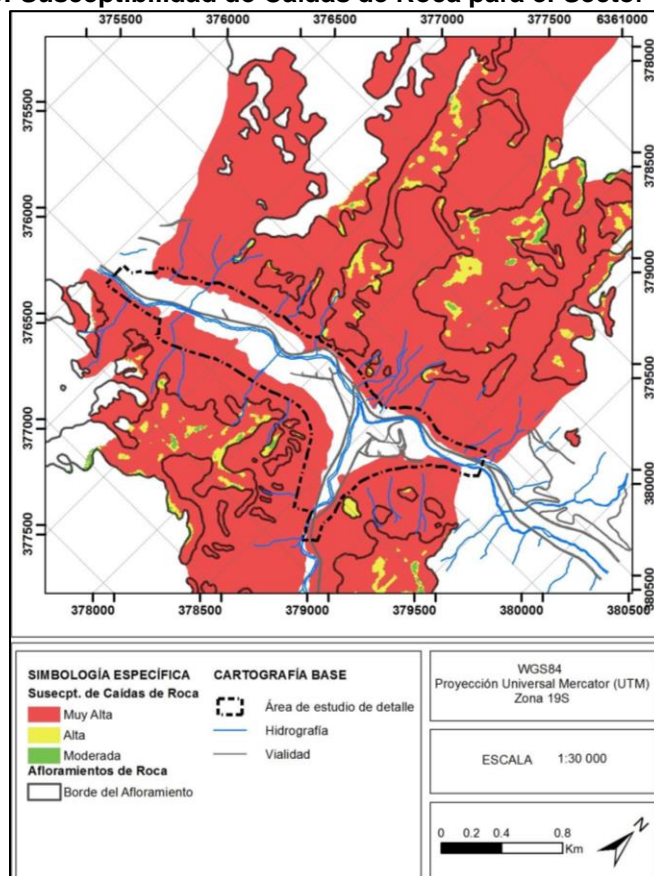 . Susceptibilidad de Caídas de Roca para el Sector
375500 376000 376500 377000 377500 6361000
375500
376000
376500
377000
377500
378000
378500
379000
379500
380000
380500
378000 378500 379000 379500 380000 380500
SIMBOLOGÍA ESPECÍFICA
Susecpt. de Caídas de Roca
Muy Alta
Alta
Moderada
Afloramientos de Roca
Borde del Afloramiento
CARTOGRAFÍA BASE
Área de estudio de detalle
Hidrografía
Vialidad
WGS84
Proyección Universal Mercator (UTM)
Zona 19S
ESCALA 1:30 000
0 0.2 0.4 0.8
Km
N